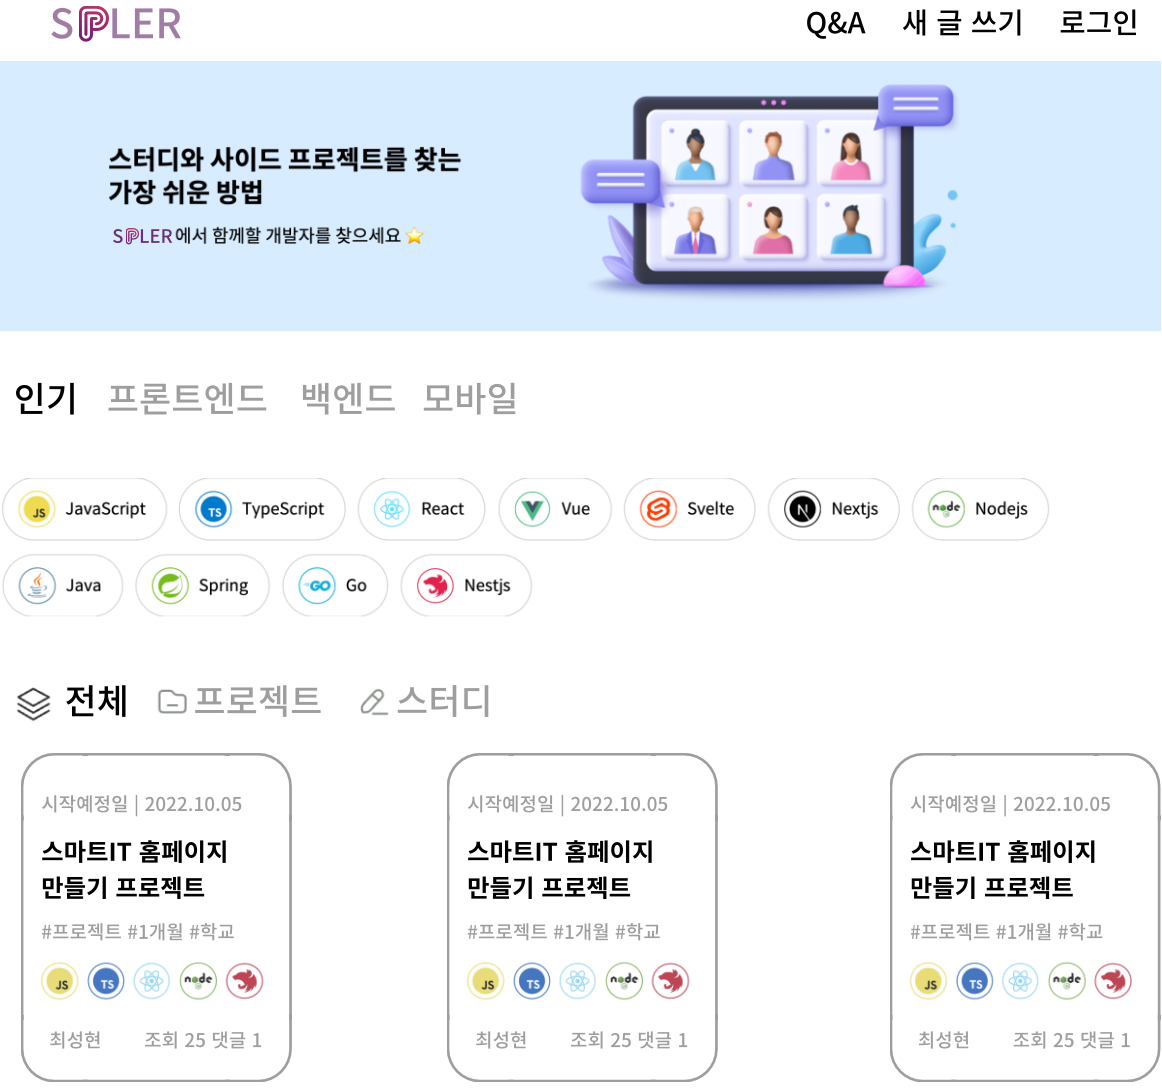 SPLER Q&A 새 글 쓰기 로그인
스터디와 사이드 프로젝트를 찾는
가장 쉬운 방법
SPLER에서 함께할 개발자를 찾으세요 ⭐
인기 프론트엔드 백엔드 모바일
JS JavaScript TS TypeScript React Vue Svelte N Nextjs node Nodejs
Java Spring GO Go Nestjs
전체 프로젝트 스터디
시작예정일 | 2022.10.05
스마트IT 홈페이지
만들기 프로젝트
#프로젝트 #1개월 #학교
JS TS node
최성현 조회 25 댓글 1
시작예정일 | 2022.10.05
스마트IT 홈페이지
만들기 프로젝트
#프로젝트 #1개월 #학교
JS TS node
최성현 조회 25 댓글 1
시작예정일 | 2022.10.05
스마트IT 홈페이지
만들기 프로젝트
#프로젝트 #1개월 #학교
JS TS node
최성현 조회 25 댓글 1